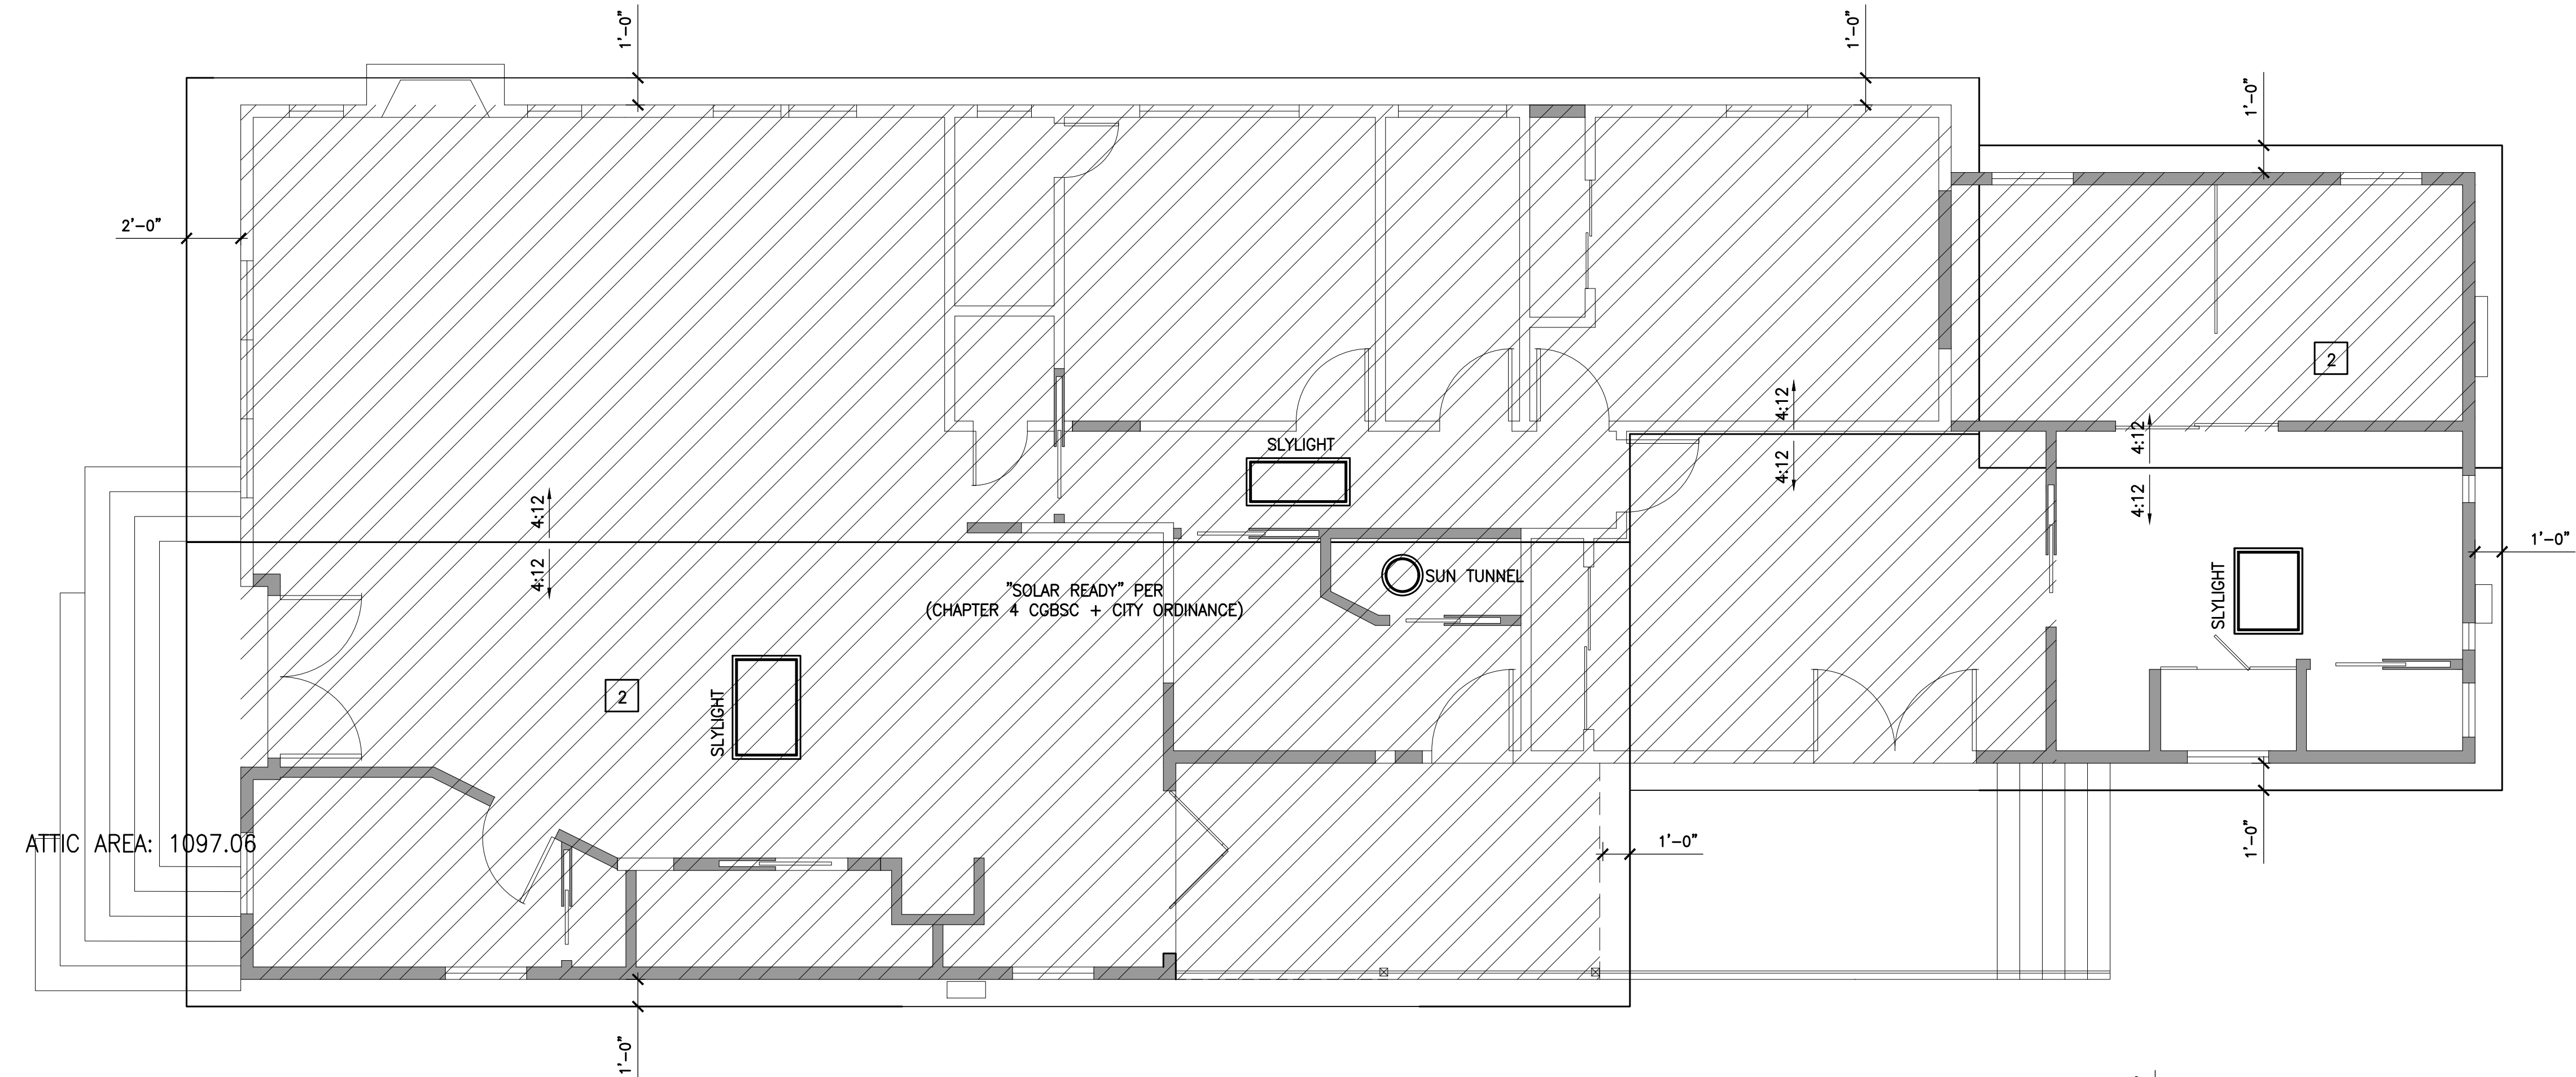 1'-0"
1'-0"
1'-0"
2'-0"
2
4:12
4:12
SLYLIGHT
4:12
4:12
4:12
4:12
1'-0"
"SOLAR READY" PER
(CHAPTER 4 CGBSC + CITY ORDINANCE)
SUN TUNNEL
SLYLIGHT
2
SLYLIGHT
ATTIC AREA: 1097.06
1'-0"
1'-0"
1'-0"